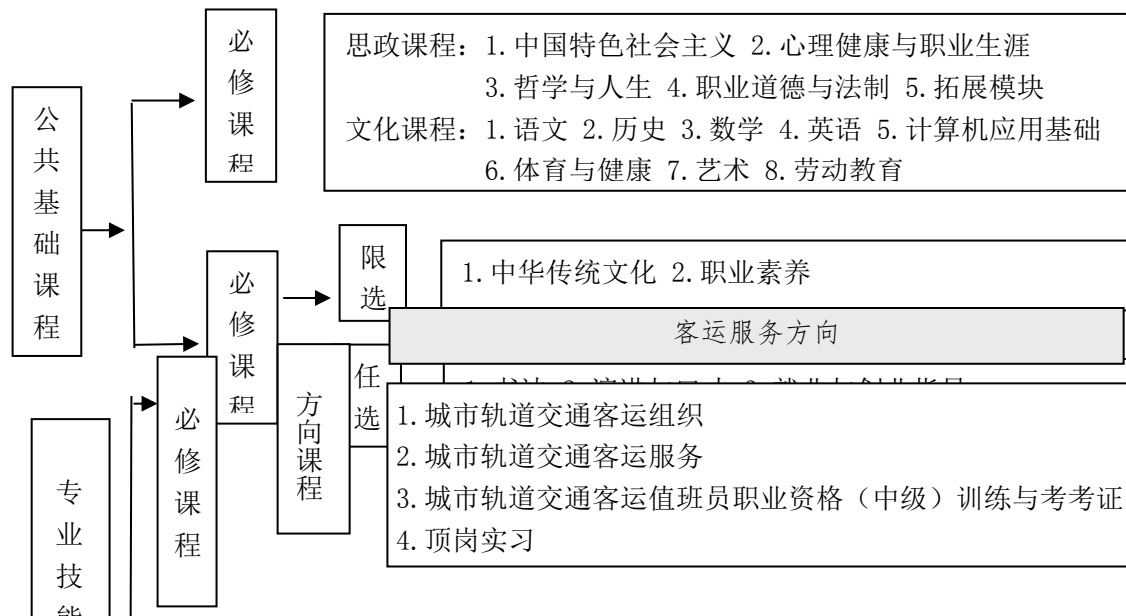 公共基础课程
必修课程
思政课程：1.中国特色社会主义 2.心理健康与职业生涯
3.哲学与人生 4.职业道德与法制 5.拓展模块
文化课程：1.语文 2.历史 3.数学 4.英语 5.计算机应用基础
6.体育与健康 7.艺术 8.劳动教育
必修课程
限选
1.中华传统文化 2.职业素养
任选
客运服务方向
专业技能
必修课程
方向课程
1.城市轨道交通客运组织
2.城市轨道交通客运服务
3.城市轨道交通客运值班员职业资格（中级）训练与考考证
4.顶岗实习